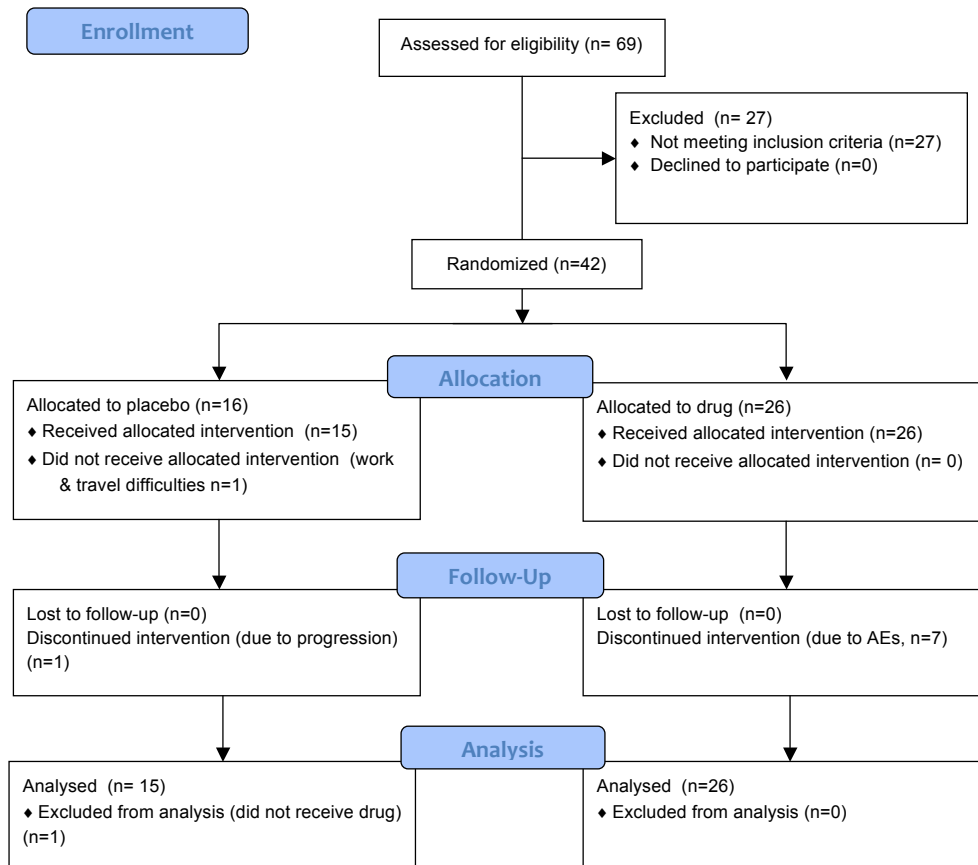 Enrollment
Assessed for eligibility (n= 69)
Excluded  (n= 27)
♦ Not meeting inclusion criteria (n=27)
♦ Declined to participate (n=0)
Randomized (n=42)
Allocation
Allocated to placebo (n=16)
♦ Received allocated intervention  (n=15)
♦ Did not receive allocated intervention  (work
& travel difficulties n=1)
Allocated to drug (n=26)
♦ Received allocated intervention (n=26)
♦ Did not receive allocated intervention (n= 0)
Follow-Up
Lost to follow-up (n=0)
Discontinued intervention (due to progression)
(n=1)
Lost to follow-up  (n=0)
Discontinued intervention (due to AEs, n=7)
Analysis
Analysed  (n= 15)
♦ Excluded from analysis (did not receive drug)
(n=1)
Analysed  (n=26)
♦ Excluded from analysis  (n=0)